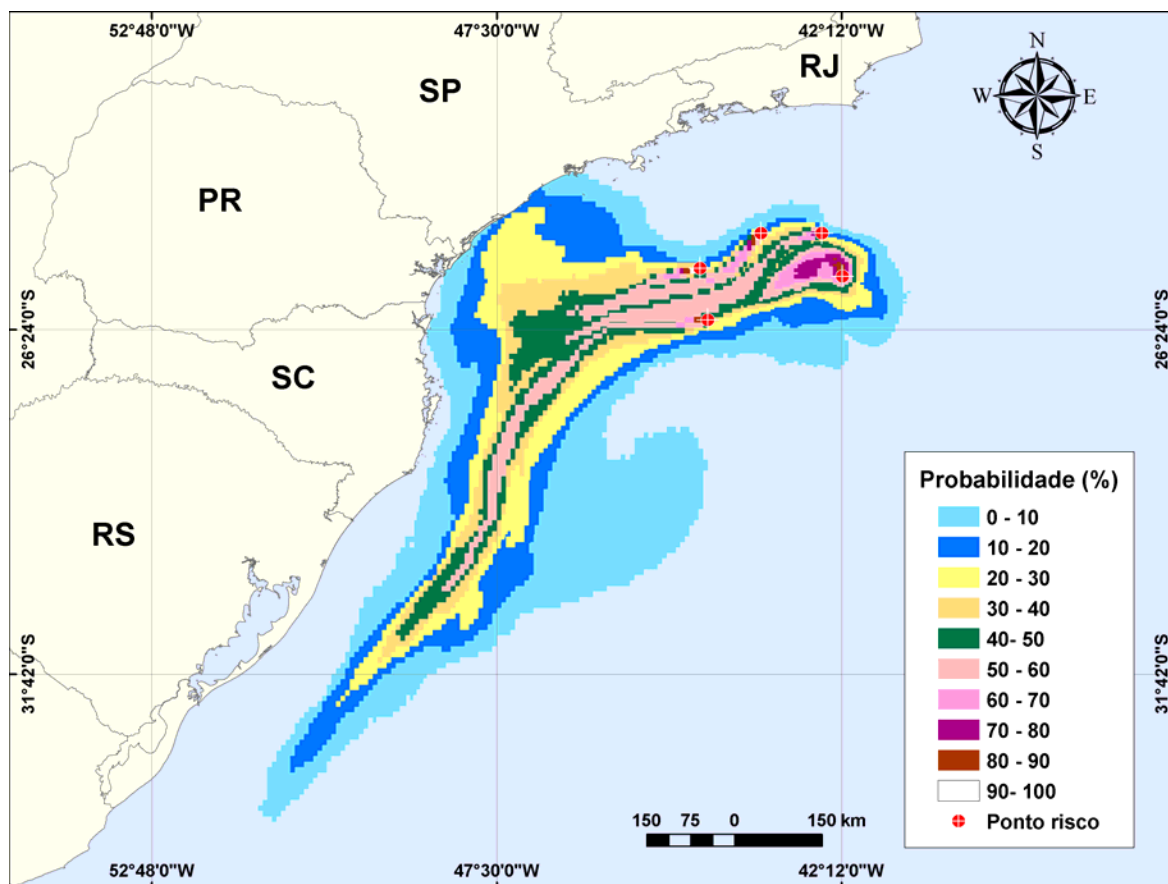 52°48'0"W 47°30'0"W 42°12'0"W
RJ
SP
N
W E
S
PR
26°24'0"S 26°24'0"S
SC
RS
Probabilidade (%)
0 - 10
10 - 20
20 - 30
30 - 40
40- 50
50 - 60
60 - 70
70 - 80
80 - 90
90- 100
Ponto risco
31°42'0"S 31°42'0"S
150 75 0 150 km
52°48'0"W 47°30'0"W 42°12'0"W